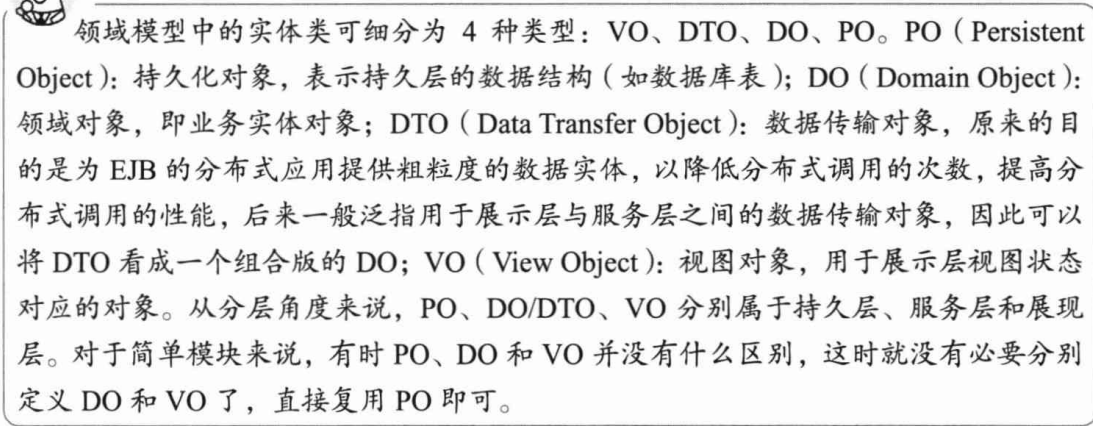 领域模型中的实体类可细分为 4 种类型：VO、DTO、DO、PO。PO（Persistent
Object）：持久化对象，表示持久层的数据结构（如数据库表）；DO（Domain Object）：
领域对象，即业务实体对象；DTO（Data Transfer Object）：数据传输对象，原来的目
的是为 EJB 的分布式应用提供粗粒度的数据实体，以降低分布式调用的次数，提高分
布式调用的性能，后来一般泛指用于展示层与服务层之间的数据传输对象，因此可以
将 DTO 看成一个组合版的 DO；VO（View Object）：视图对象，用于展示层视图状态
对应的对象。从分层角度来说，PO、DO/DTO、VO 分别属于持久层、服务层和展现
层。对于简单模块来说，有时 PO、DO 和 VO 并没有什么区别，这时就没有必要分别
定义 DO 和 VO 了，直接复用 PO 即可。